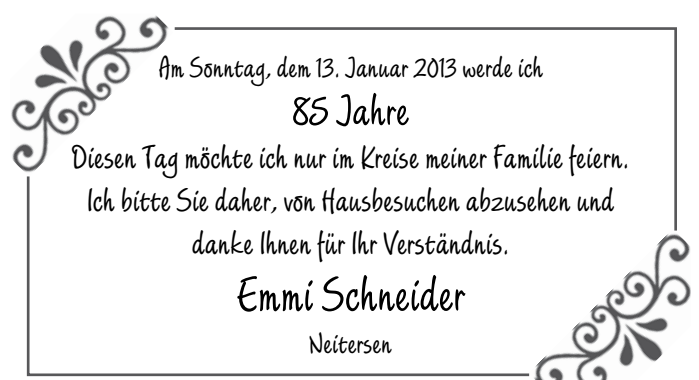 Am Sonntag, dem 13. Januar 2013 werde ich
85 Jahre
Diesen Tag möchte ich nur im Kreise meiner Familie feiern.
Ich bitte Sie daher, von Hausbesuchen abzusehen und
danke Ihnen für Ihr Verständnis.
Emmi Schneider
Neitersen